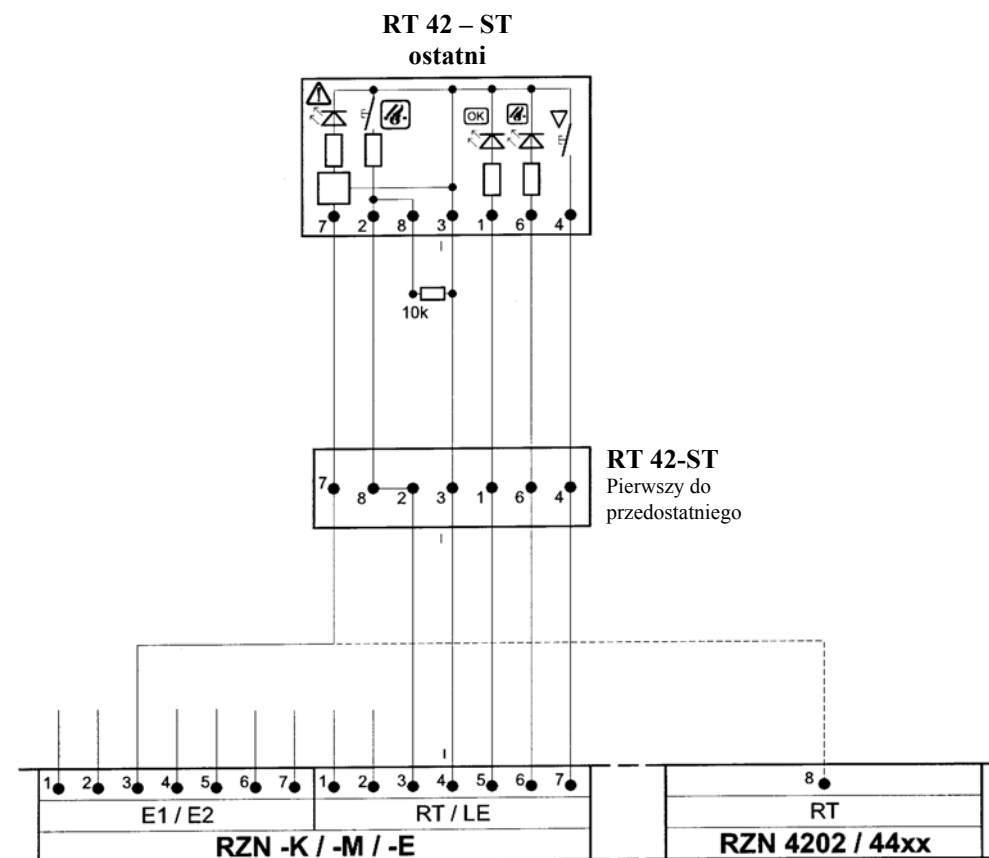 RT 42 – ST
ostatni
OK
7 2 8 3 1 6 4
10k
RT 42-ST
Pierwszy do
przedostatniego
7 8 2 3 1 6 4
1 2 3 4 5 6 7 1 2 3 4 5 6 7
8
E1 / E2 RT / LE
RT
RZN -K / -M / -E
RZN 4202 / 44xx